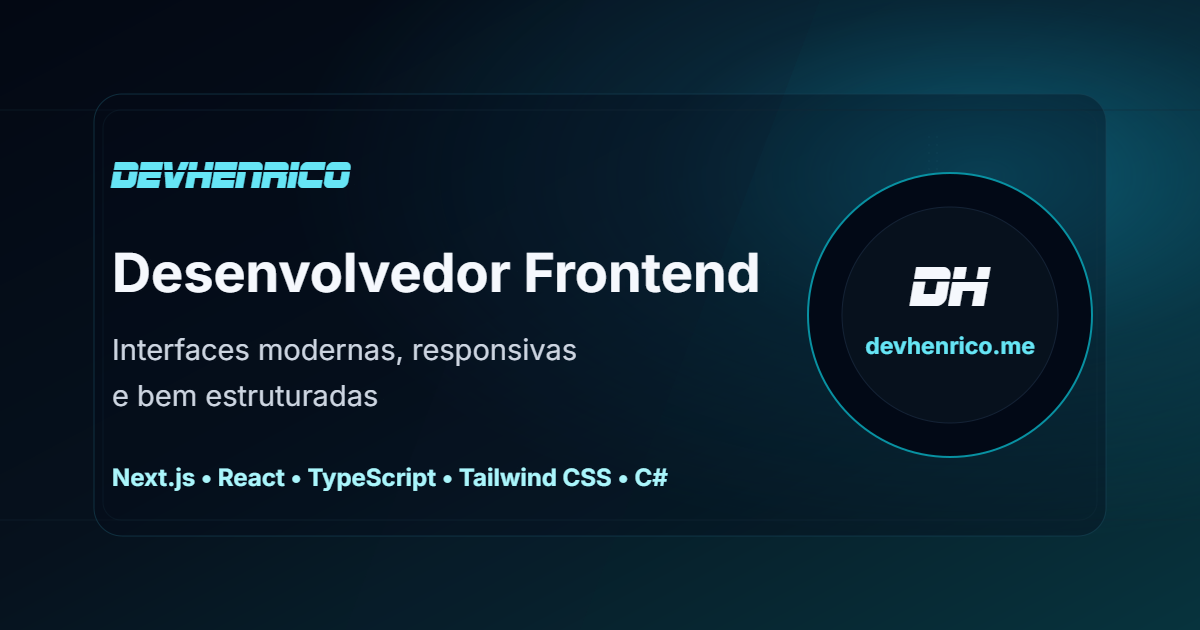 DEVHENRICO
Desenvolvedor Frontend
Interfaces modernas, responsivas
e bem estruturadas
Next.js • React • TypeScript • Tailwind CSS • C#
DH
devhenrico.me